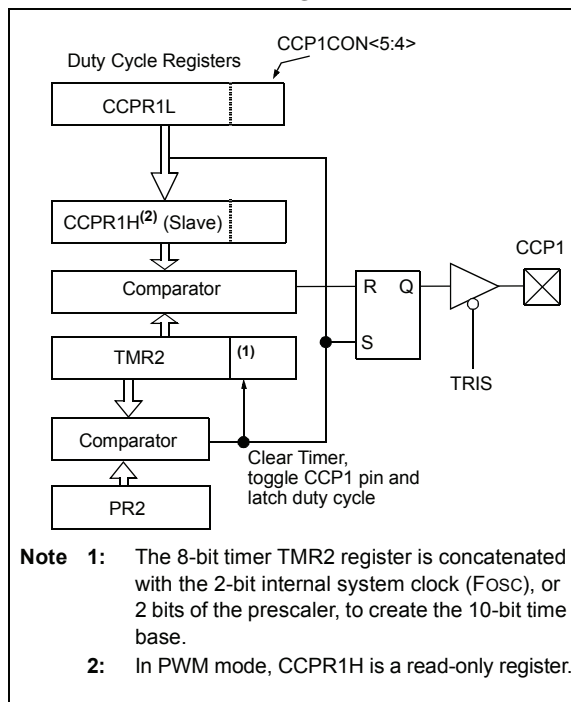 CCP1CON<5:4>
Duty Cycle Registers
CCPR1L
CCPR1H(2) (Slave)
CCP1
Comparator
R Q
TMR2
(1)
S
TRIS
Comparator
Clear Timer,
toggle CCP1 pin and
latch duty cycle
PR2
Note 1: The 8-bit timer TMR2 register is concatenated
with the 2-bit internal system clock (FOSC), or
2 bits of the prescaler, to create the 10-bit time
base.
2: In PWM mode, CCPR1H is a read-only register.